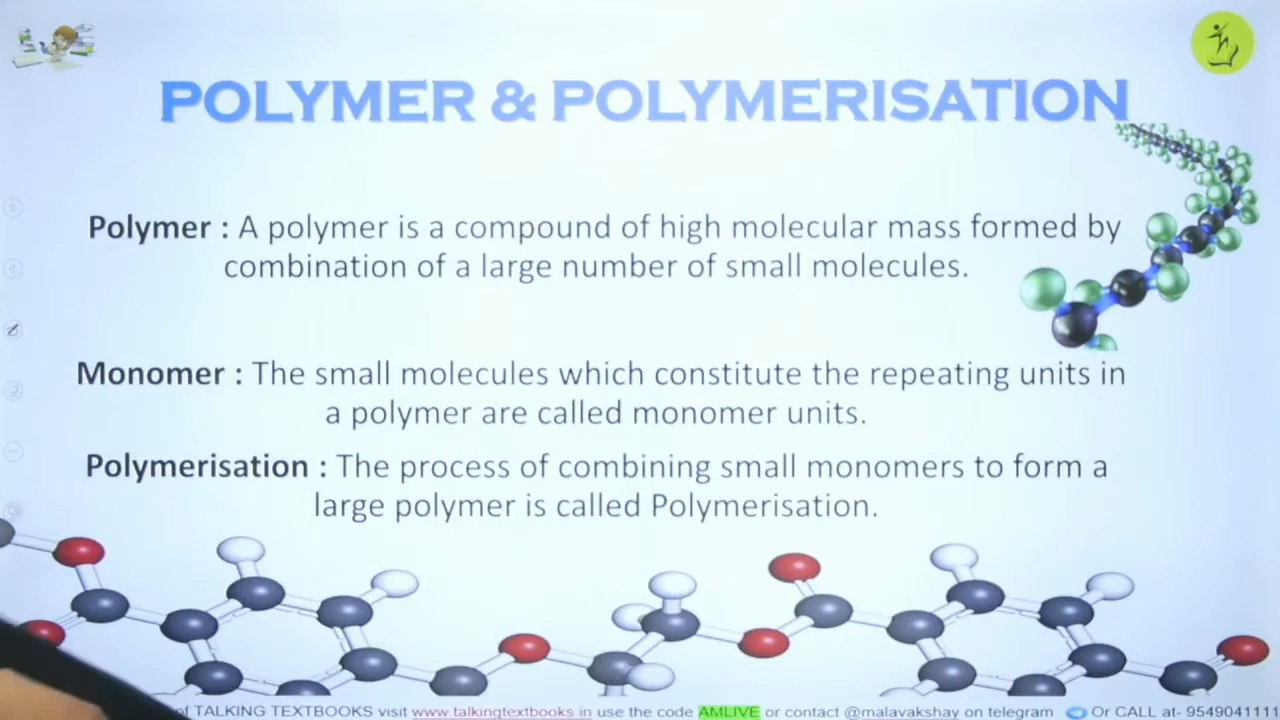 POLYMER & POLYMERISATION
Polymer : A polymer is a compound of high molecular mass formed by
combination of a large number of small molecules.
Monomer : The small molecules which constitute the repeating units in
a polymer are called monomer units.
Polymerisation : The process of combining small monomers to form a
large polymer is called Polymerisation.
of TALKING TEXTBOOKS visit www.talkingtextbooks.in use the code AMLIVE or contact @malavakshay on telegram Or CALL at- 9549041111